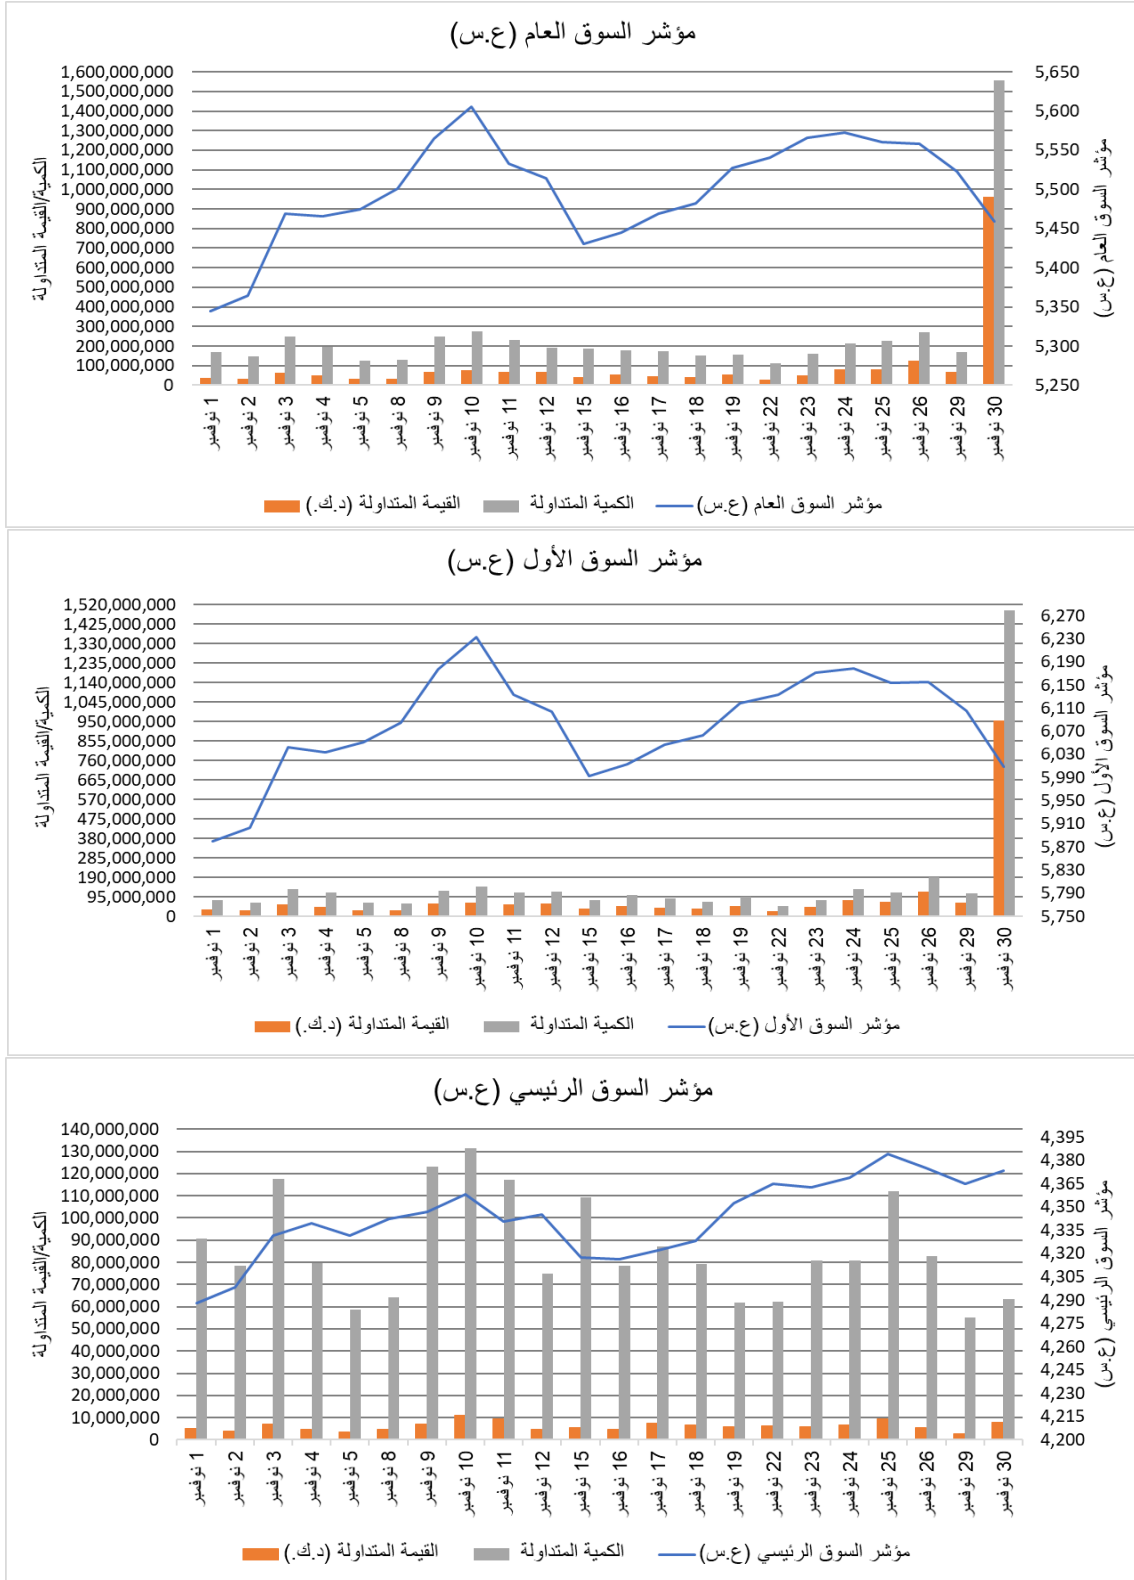 مؤشر السوق العام (ع.س)
الكمية/القيمة المتداولة
1,600,000,000
1,500,000,000
1,400,000,000
1,300,000,000
1,200,000,000
1,100,000,000
1,000,000,000
900,000,000
800,000,000
700,000,000
600,000,000
500,000,000
400,000,000
300,000,000
200,000,000
100,000,000
0
5,650
5,600
5,550
5,500
5,450
5,400
5,350
5,300
5,250
مؤشر السوق العام (ع.س)
1 نوفمبر
2 نوفمبر
3 نوفمبر
4 نوفمبر
5 نوفمبر
8 نوفمبر
9 نوفمبر
10 نوفمبر
11 نوفمبر
12 نوفمبر
15 نوفمبر
16 نوفمبر
17 نوفمبر
18 نوفمبر
19 نوفمبر
22 نوفمبر
23 نوفمبر
24 نوفمبر
25 نوفمبر
26 نوفمبر
29 نوفمبر
30 نوفمبر
القيمة المتداولة (د.ك.)
الكمية المتداولة
مؤشر السوق العام (ع.س)
مؤشر السوق الأول (ع.س)
الكمية/القيمة المتداولة
1,520,000,000
1,425,000,000
1,330,000,000
1,235,000,000
1,140,000,000
1,045,000,000
950,000,000
855,000,000
760,000,000
665,000,000
570,000,000
475,000,000
380,000,000
285,000,000
190,000,000
95,000,000
0
6,270
6,230
6,190
6,150
6,110
6,070
6,030
5,990
5,950
5,910
5,870
5,830
5,790
5,750
مؤشر السوق الأول (ع.س)
1 نوفمبر
2 نوفمبر
3 نوفمبر
4 نوفمبر
5 نوفمبر
8 نوفمبر
9 نوفمبر
10 نوفمبر
11 نوفمبر
12 نوفمبر
15 نوفمبر
16 نوفمبر
17 نوفمبر
18 نوفمبر
19 نوفمبر
22 نوفمبر
23 نوفمبر
24 نوفمبر
25 نوفمبر
26 نوفمبر
29 نوفمبر
30 نوفمبر
القيمة المتداولة (د.ك.)
الكمية المتداولة
مؤشر السوق الأول (ع.س)
مؤشر السوق الرئيسي (ع.س)
الكمية/القيمة المتداولة
140,000,000
130,000,000
120,000,000
110,000,000
100,000,000
90,000,000
80,000,000
70,000,000
60,000,000
50,000,000
40,000,000
30,000,000
20,000,000
10,000,000
0
4,395
4,380
4,365
4,350
4,335
4,320
4,305
4,290
4,275
4,260
4,245
4,230
4,215
4,200
مؤشر السوق الرئيسي (ع.س)
1 نوفمبر
2 نوفمبر
3 نوفمبر
4 نوفمبر
5 نوفمبر
8 نوفمبر
9 نوفمبر
10 نوفمبر
11 نوفمبر
12 نوفمبر
15 نوفمبر
16 نوفمبر
17 نوفمبر
18 نوفمبر
19 نوفمبر
22 نوفمبر
23 نوفمبر
24 نوفمبر
25 نوفمبر
26 نوفمبر
29 نوفمبر
30 نوفمبر
القيمة المتداولة (د.ك.)
الكمية المتداولة
مؤشر السوق الرئيسي (ع.س)